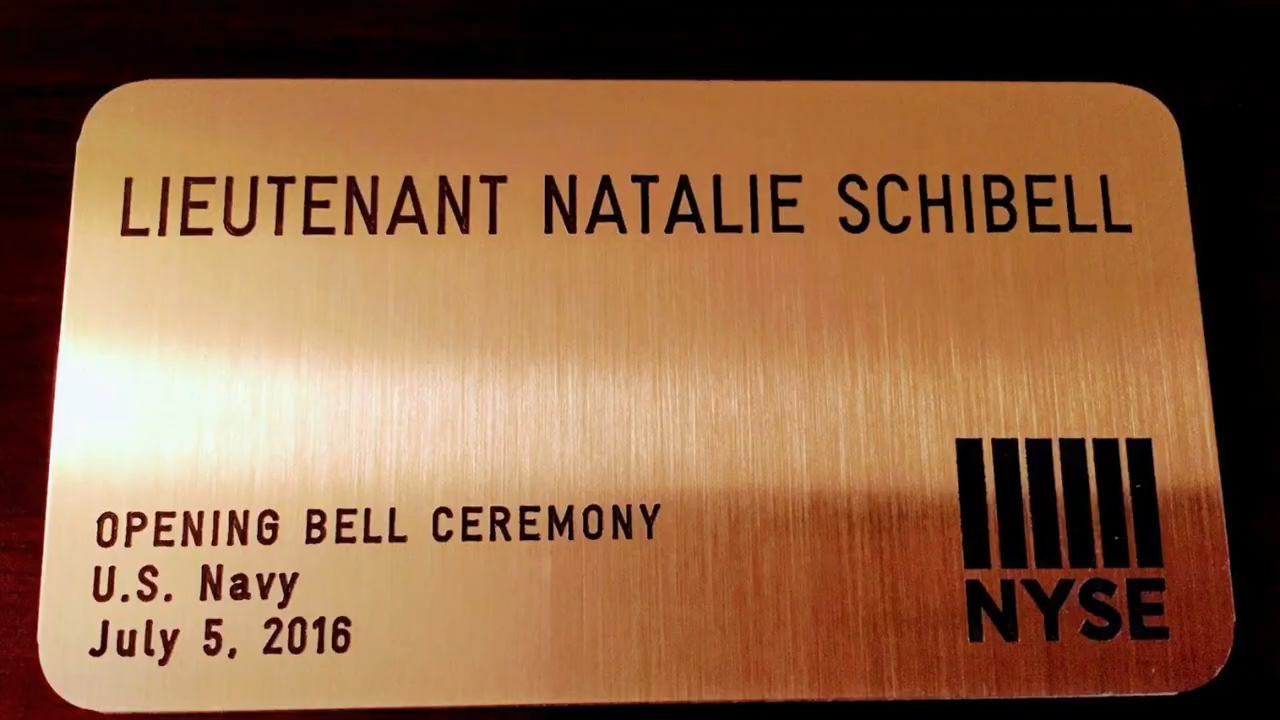 LIEUTENANT NATALIE SCHIBELL
OPENING BELL CEREMONY
U.S. Navy
July 5, 2016
NYSE